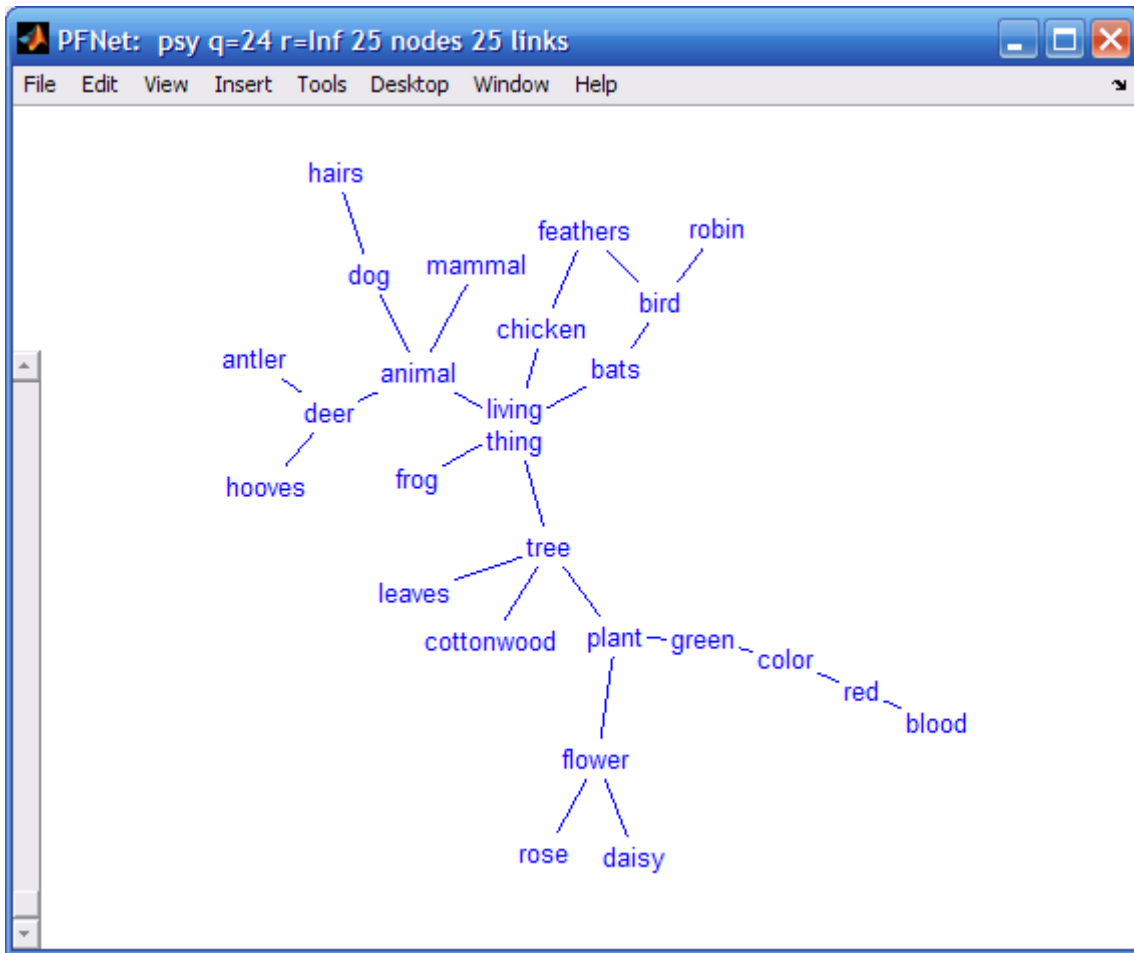 PFNet: psy q=24 r=Inf 25 nodes 25 links
File Edit View Insert Tools Desktop Window Help
hairs
feathers
robin
mammal
dog
bird
chicken
antler
animal
bats
deer
living
thing
frog
hooves
tree
leaves
cottonwood
plant
green
color
red
blood
flower
rose
daisy